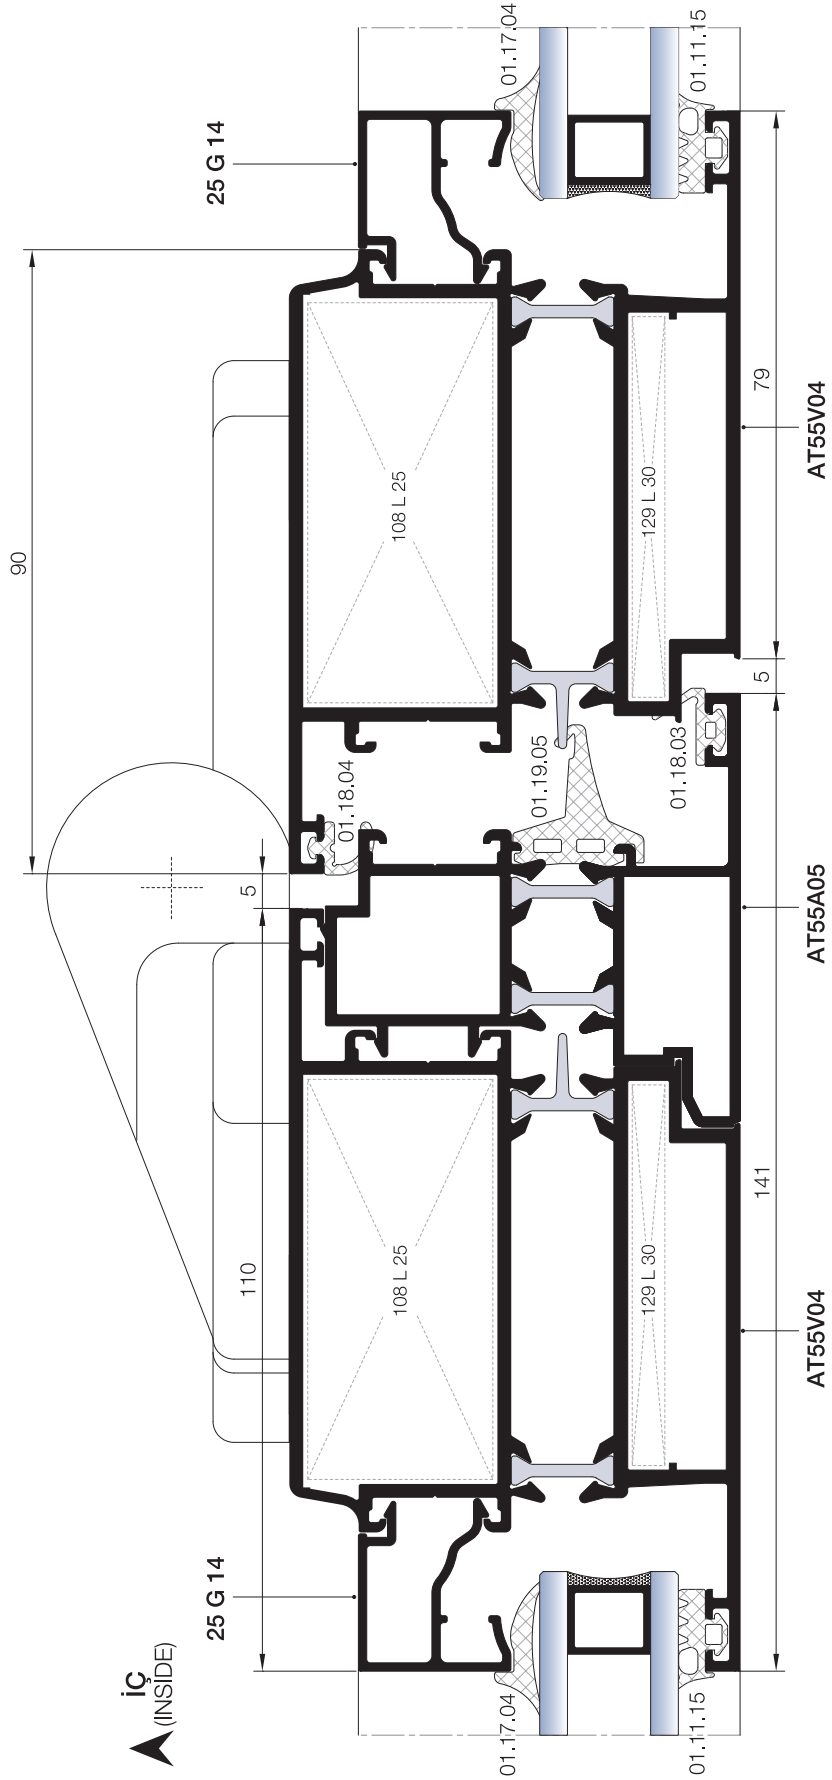 01.17.04
01.11.15
25 G 14
90
79
108 L 25
129 L 30
AT55V04
5
01.18.04
01.19.05
01.18.03
5
AT55A05
110
141
108 L 25
129 L 30
AT55V04
25 G 14
İÇ
(INSIDE)
01.17.04
01.11.15